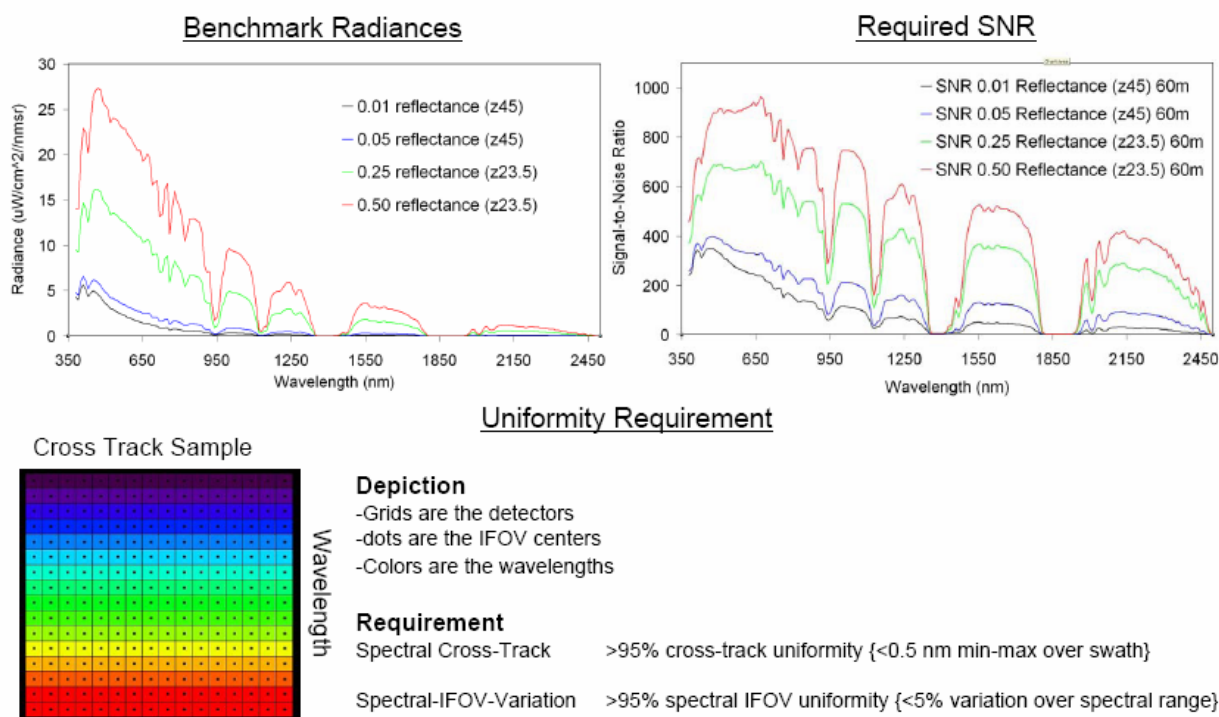 Benchmark Radiances
30
25
20
15
10
5
0
Radiance (uW/cm^2//nmsr)
0.01 reflectance (z45)
0.05 reflectance (z45)
0.25 reflectance (z23.5)
0.50 reflectance (z23.5)
350 650 950 1250 1550 1850 2150 2450
Wavelength (nm)
Required SNR
1000
800
600
400
200
0
Signal-to-Noise Ratio
SNR 0.01 Reflectance (z45) 60m
SNR 0.05 Reflectance (z45) 60m
SNR 0.25 Reflectance (z23.5) 60m
SNR 0.50 Reflectance (z23.5) 60m
350 650 950 1250 1550 1850 2150 2450
Wavelength (nm)
Uniformity Requirement
Cross Track Sample
Wavelength
Depiction
-Grids are the detectors
-dots are the IFOV centers
-Colors are the wavelengths
Requirement
Spectral Cross-Track >95% cross-track uniformity {<0.5 nm min-max over swath}
Spectral-IFOV-Variation >95% spectral IFOV uniformity {<5% variation over spectral range}